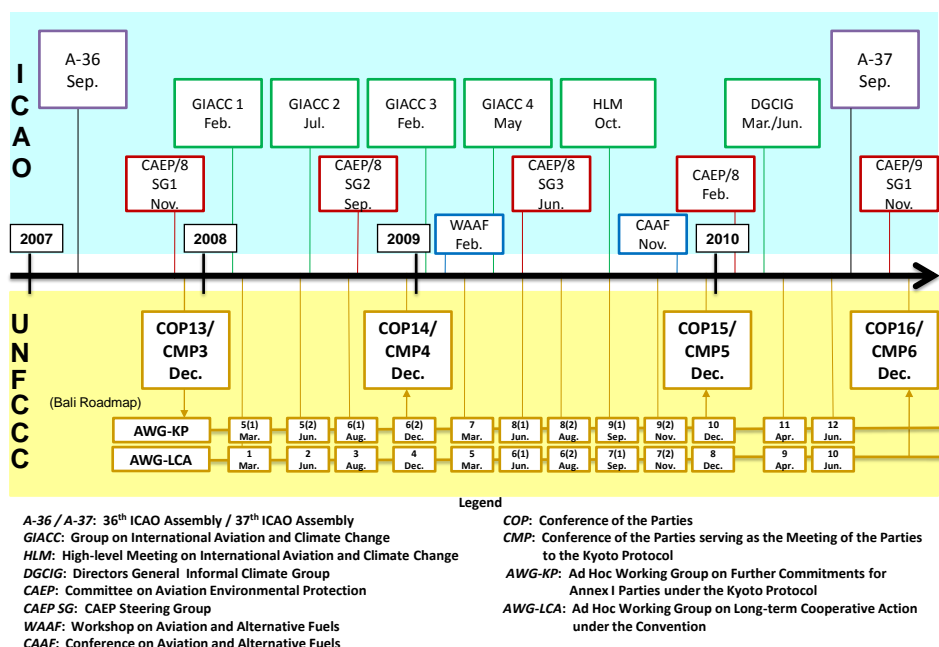 ICAO
A-36
Sep.
A-37
Sep.
GIACC 1
Feb.
GIACC 2
Jul.
GIACC 3
Feb.
GIACC 4
May
HLM
Oct.
DGCIG
Mar./Jun.
CAEP/8
SG1
Nov.
CAEP/8
SG2
Sep.
CAEP/8
SG3
Jun.
CAEP/8
Feb.
CAEP/9
SG1
Nov.
WAAF
Feb.
CAAF
Nov.
2007
2008
2009
2010
UNFCCC
COP13/
CMP3
Dec.
COP14/
CMP4
Dec.
COP15/
CMP5
Dec.
COP16/
CMP6
Dec.
(Bali Roadmap)
AWG-KP
5(1)
Mar.
5(2)
Jun.
6(1)
Aug.
6(2)
Dec.
7
Mar.
8(1)
Jun.
8(2)
Aug.
9(1)
Sep.
9(2)
Nov.
10
Dec.
11
Apr.
12
Jun.
AWG-LCA
1
Mar.
2
Jun.
3
Aug.
4
Dec.
5
Mar.
6(1)
Jun.
6(2)
Aug.
7(1)
Sep.
7(2)
Nov.
8
Dec.
9
Apr.
10
Jun.
Legend
A-36 / A-37: 36th ICAO Assembly / 37th ICAO Assembly
GIACC: Group on International Aviation and Climate Change
HLM: High-level Meeting on International Aviation and Climate Change
DGCIG: Directors General Informal Climate Group
CAEP: Committee on Aviation Environmental Protection
CAEP SG: CAEP Steering Group
WAAF: Workshop on Aviation and Alternative Fuels
CAAF: Conference on Aviation and Alternative Fuels
COP: Conference of the Parties
CMP: Conference of the Parties serving as the Meeting of the Parties
to the Kyoto Protocol
AWG-KP: Ad Hoc Working Group on Further Commitments for
Annex I Parties under the Kyoto Protocol
AWG-LCA: Ad Hoc Working Group on Long-term Cooperative Action
under the Convention